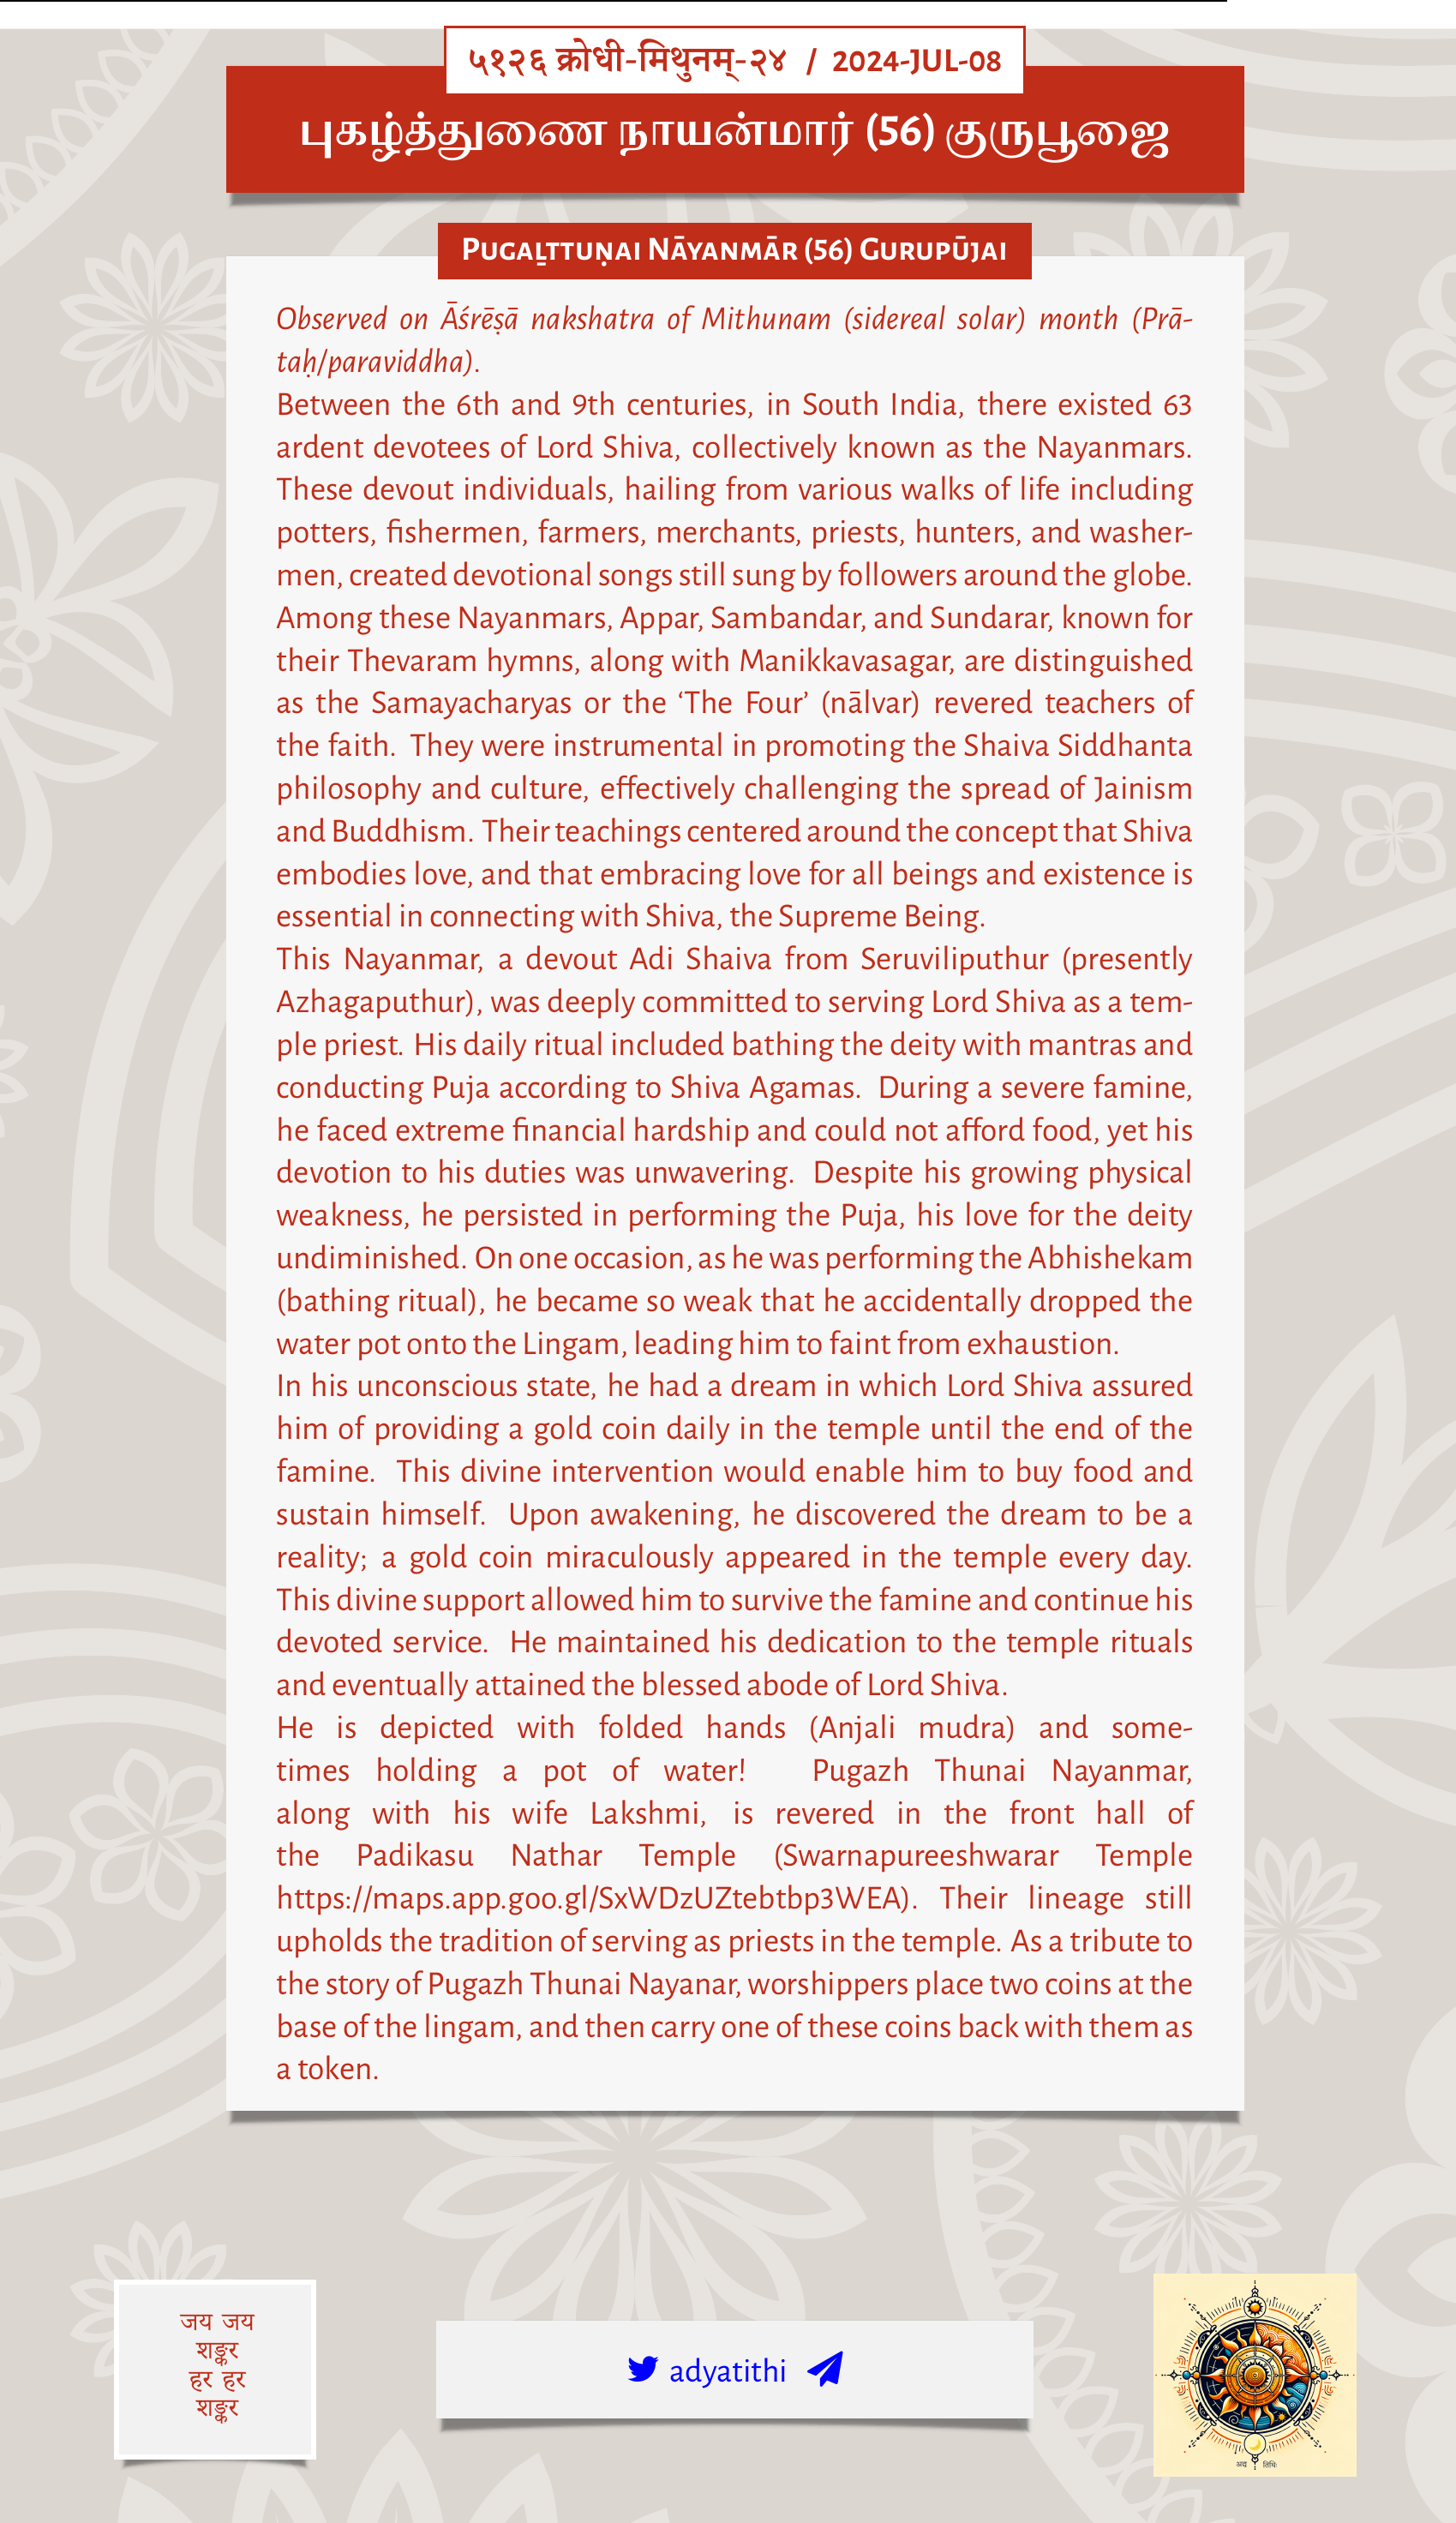 ५१२६ क्रोधी-मिथुनम्-२४ / 2024-JUL-08
புகழ்த்துணை நாயன்மார் (56) குருபூஜை
Pugaḻttuṇai Nāyanmār (56) Gurupūjai
Observed on Āśrēṣā nakshatra of Mithunam (sidereal solar) month (Prā-
taḥ/paraviddha).
Between the 6th and 9th centuries, in South India, there existed 63
ardent devotees of Lord Shiva, collectively known as the Nayanmars.
These devout individuals, hailing from various walks of life including
potters, fishermen, farmers, merchants, priests, hunters, and washer-
men, created devotional songs still sung by followers around the globe.
Among these Nayanmars, Appar, Sambandar, and Sundarar, known for
their Thevaram hymns, along with Manikkavasagar, are distinguished
as the Samayacharyas or the ‘The Four’ (nālvar) revered teachers of
the faith. They were instrumental in promoting the Shaiva Siddhanta
philosophy and culture, effectively challenging the spread of Jainism
and Buddhism. Their teachings centered around the concept that Shiva
embodies love, and that embracing love for all beings and existence is
essential in connecting with Shiva, the Supreme Being.
This Nayanmar, a devout Adi Shaiva from Seruviliputhur (presently
Azhagaputhur), was deeply committed to serving Lord Shiva as a tem-
ple priest. His daily ritual included bathing the deity with mantras and
conducting Puja according to Shiva Agamas. During a severe famine,
he faced extreme financial hardship and could not afford food, yet his
devotion to his duties was unwavering. Despite his growing physical
weakness, he persisted in performing the Puja, his love for the deity
undiminished. On one occasion, as he was performing the Abhishekam
(bathing ritual), he became so weak that he accidentally dropped the
water pot onto the Lingam, leading him to faint from exhaustion.
In his unconscious state, he had a dream in which Lord Shiva assured
him of providing a gold coin daily in the temple until the end of the
famine. This divine intervention would enable him to buy food and
sustain himself. Upon awakening, he discovered the dream to be a
reality; a gold coin miraculously appeared in the temple every day.
This divine support allowed him to survive the famine and continue his
devoted service. He maintained his dedication to the temple rituals
and eventually attained the blessed abode of Lord Shiva.
He is depicted with folded hands (Anjali mudra) and some-
times holding a pot of water! Pugazh Thunai Nayanmar,
along with his wife Lakshmi, is revered in the front hall of
the Padikasu Nathar Temple (Swarnapureeshwarar Temple
https://maps.app.goo.gl/SxWDzUZtebtbp3WEA). Their lineage still
upholds the tradition of serving as priests in the temple. As a tribute to
the story of Pugazh Thunai Nayanar, worshippers place two coins at the
base of the lingam, and then carry one of these coins back with them as
a token.
जय जय
शङ्कर
हर हर
शङ्कर
adyatithi
अद्य तिथिः